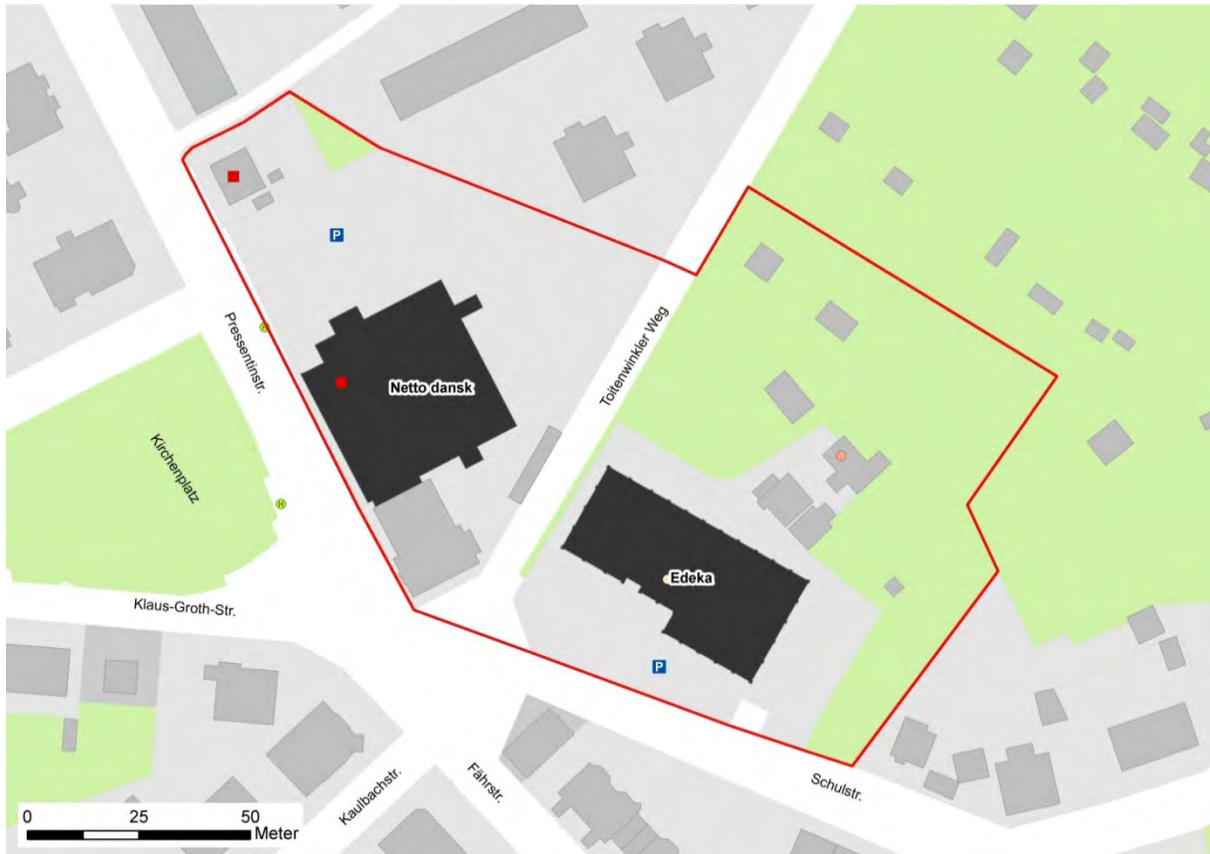 P
Toitenwinkler Weg
Pressentinstr.
H
Netto dansk
Kirchenplatz
H
Edeka
Klaus-Groth-Str.
P
Schulstr.
Kaulbachstr.
Fährstr.
0 25 50
Meter